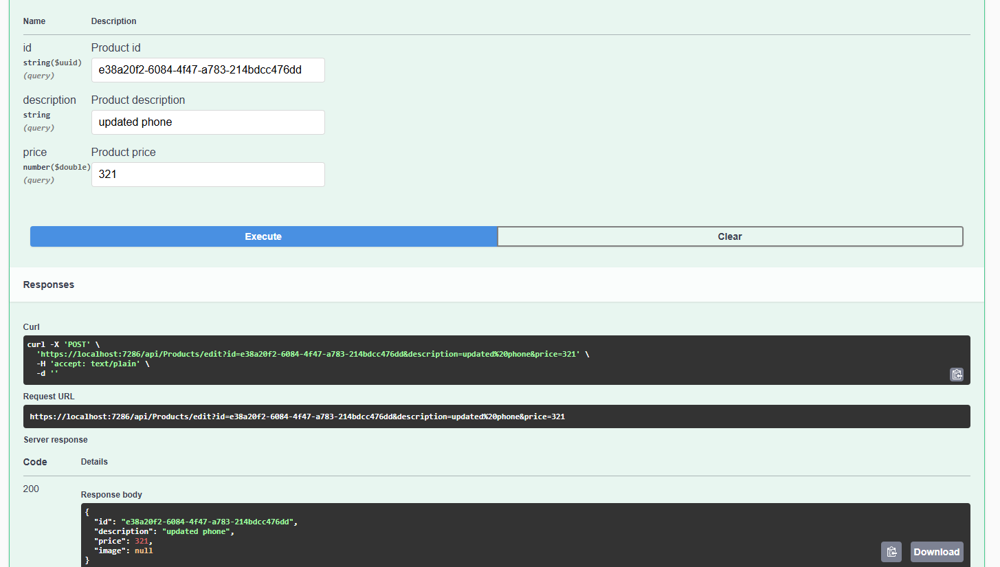 Name Description
id Product id
string($uuid)
(query)
e38a20f2-6084-4f47-a783-214bdcc476dd
description Product description
string
(query)
updated phone
price Product price
number($double)
(query)
321
Execute Clear
Responses
Curl
curl -X 'POST' \
'https://localhost:7286/api/Products/edit?id=e38a20f2-6084-4f47-a783-214bdcc476dd&description=updated%20phone&price=321' \
-H 'accept: text/plain' \
-d ''
Request URL
https://localhost:7286/api/Products/edit?id=e38a20f2-6084-4f47-a783-214bdcc476dd&description=updated%20phone&price=321
Server response
Code Details
200
Response body
{
"id": "e38a20f2-6084-4f47-a783-214bdcc476dd",
"description": "updated phone",
"price": 321,
"image": null
}
Download